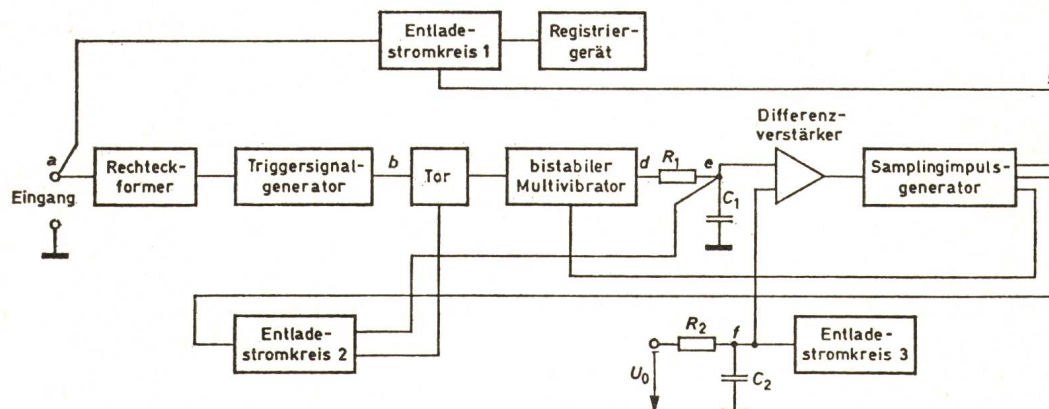 Entlade-
stromkreis 1
Registrier-
gerät
Differenz-
verstärker
a
Eingang
Rechteck-
former
Triggersignal-
generator
b
Tor
bistabiler
Multivibrator
d
R1
e
C1
Samplingimpuls-
generator
Entlade-
stromkreis 2
R2
f
U0
C2
Entlade-
stromkreis 3